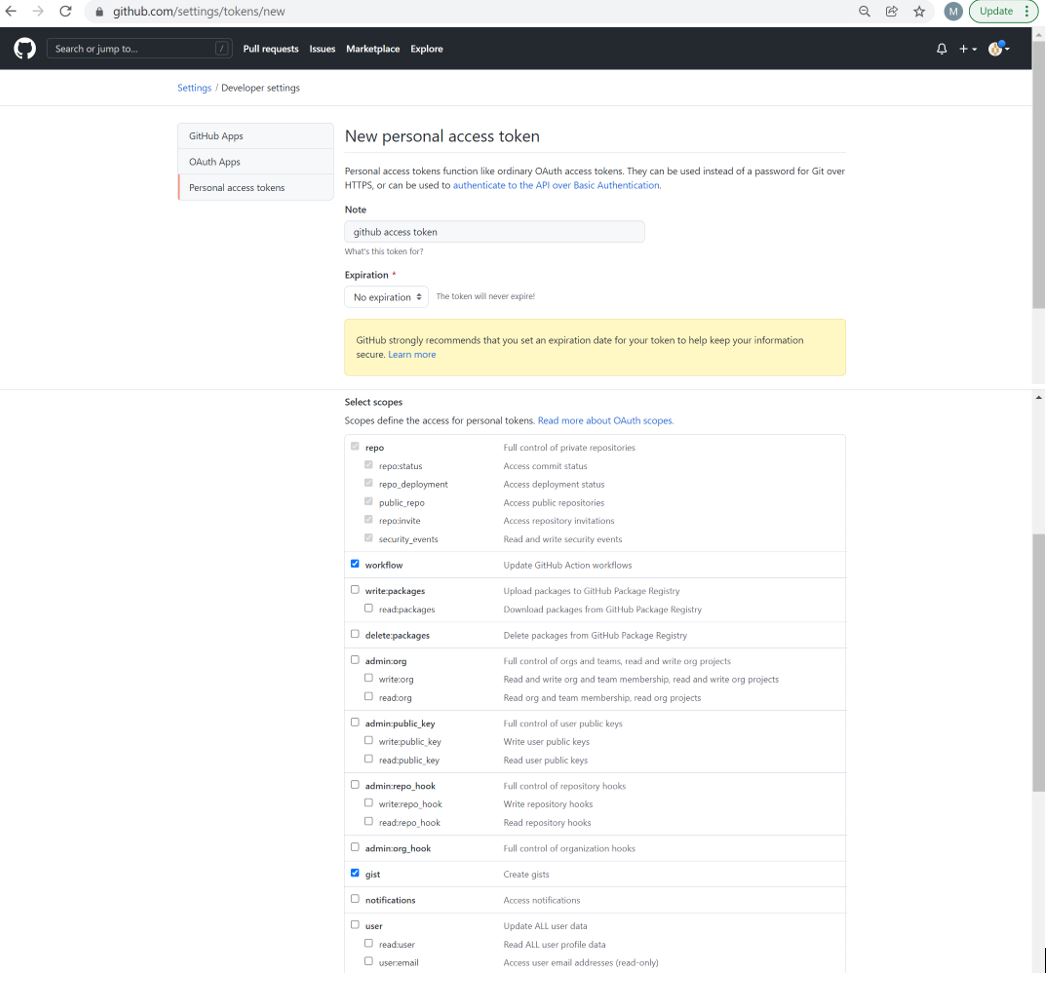 github.com/settings/tokens/new
M
Update
Search or jump to...
/
Pull requests
Issues
Marketplace
Explore
Settings / Developer settings
GitHub Apps
OAuth Apps
Personal access tokens
New personal access token
Personal access tokens function like ordinary OAuth access tokens. They can be used instead of a password for Git over
HTTPS, or can be used to authenticate to the API over Basic Authentication.
Note
github access token
What's this token for?
Expiration *
No expiration
The token will never expire!
GitHub strongly recommends that you set an expiration date for your token to help keep your information
secure. Learn more
Select scopes
Scopes define the access for personal tokens. Read more about OAuth scopes.
repo Full control of private repositories
repo:status Access commit status
repo_deployment Access deployment status
public_repo Access public repositories
repo:invite Access repository invitations
security_events Read and write security events
workflow Update GitHub Action workflows
write:packages Upload packages to GitHub Package Registry
read:packages Download packages from GitHub Package Registry
delete:packages Delete packages from GitHub Package Registry
admin:org Full control of orgs and teams, read and write org projects
write:org Read and write org and team membership, read and write org projects
read:org Read org and team membership, read org projects
admin:public_key Full control of user public keys
write:public_key Write user public keys
read:public_key Read user public keys
admin:repo_hook Full control of repository hooks
write:repo_hook Write repository hooks
read:repo_hook Read repository hooks
admin:org_hook Full control of organization hooks
gist Create gists
notifications Access notifications
user Update ALL user data
read:user Read ALL user profile data
user:email Access user email addresses (read-only)